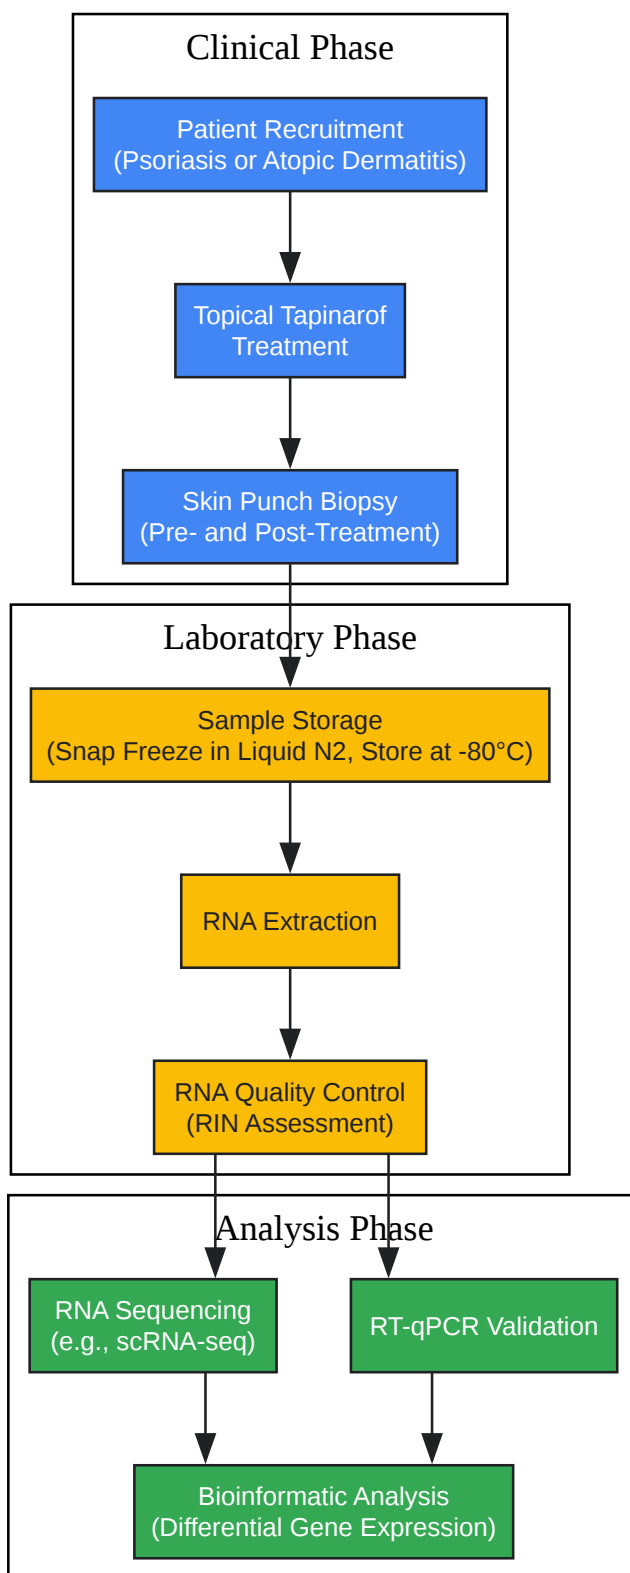 Clinical Phase
Patient Recruitment
(Psoriasis or Atopic Dermatitis)
Topical Tapinarof
Treatment
Skin Punch Biopsy
(Pre- and Post-Treatment)
Laboratory Phase
Sample Storage
(Snap Freeze in Liquid N2, Store at -80°C)
RNA Extraction
RNA Quality Control
(RIN Assessment)
Analysis Phase
RNA Sequencing
(e.g., scRNA-seq)
RT-qPCR Validation
Bioinformatic Analysis
(Differential Gene Expression)